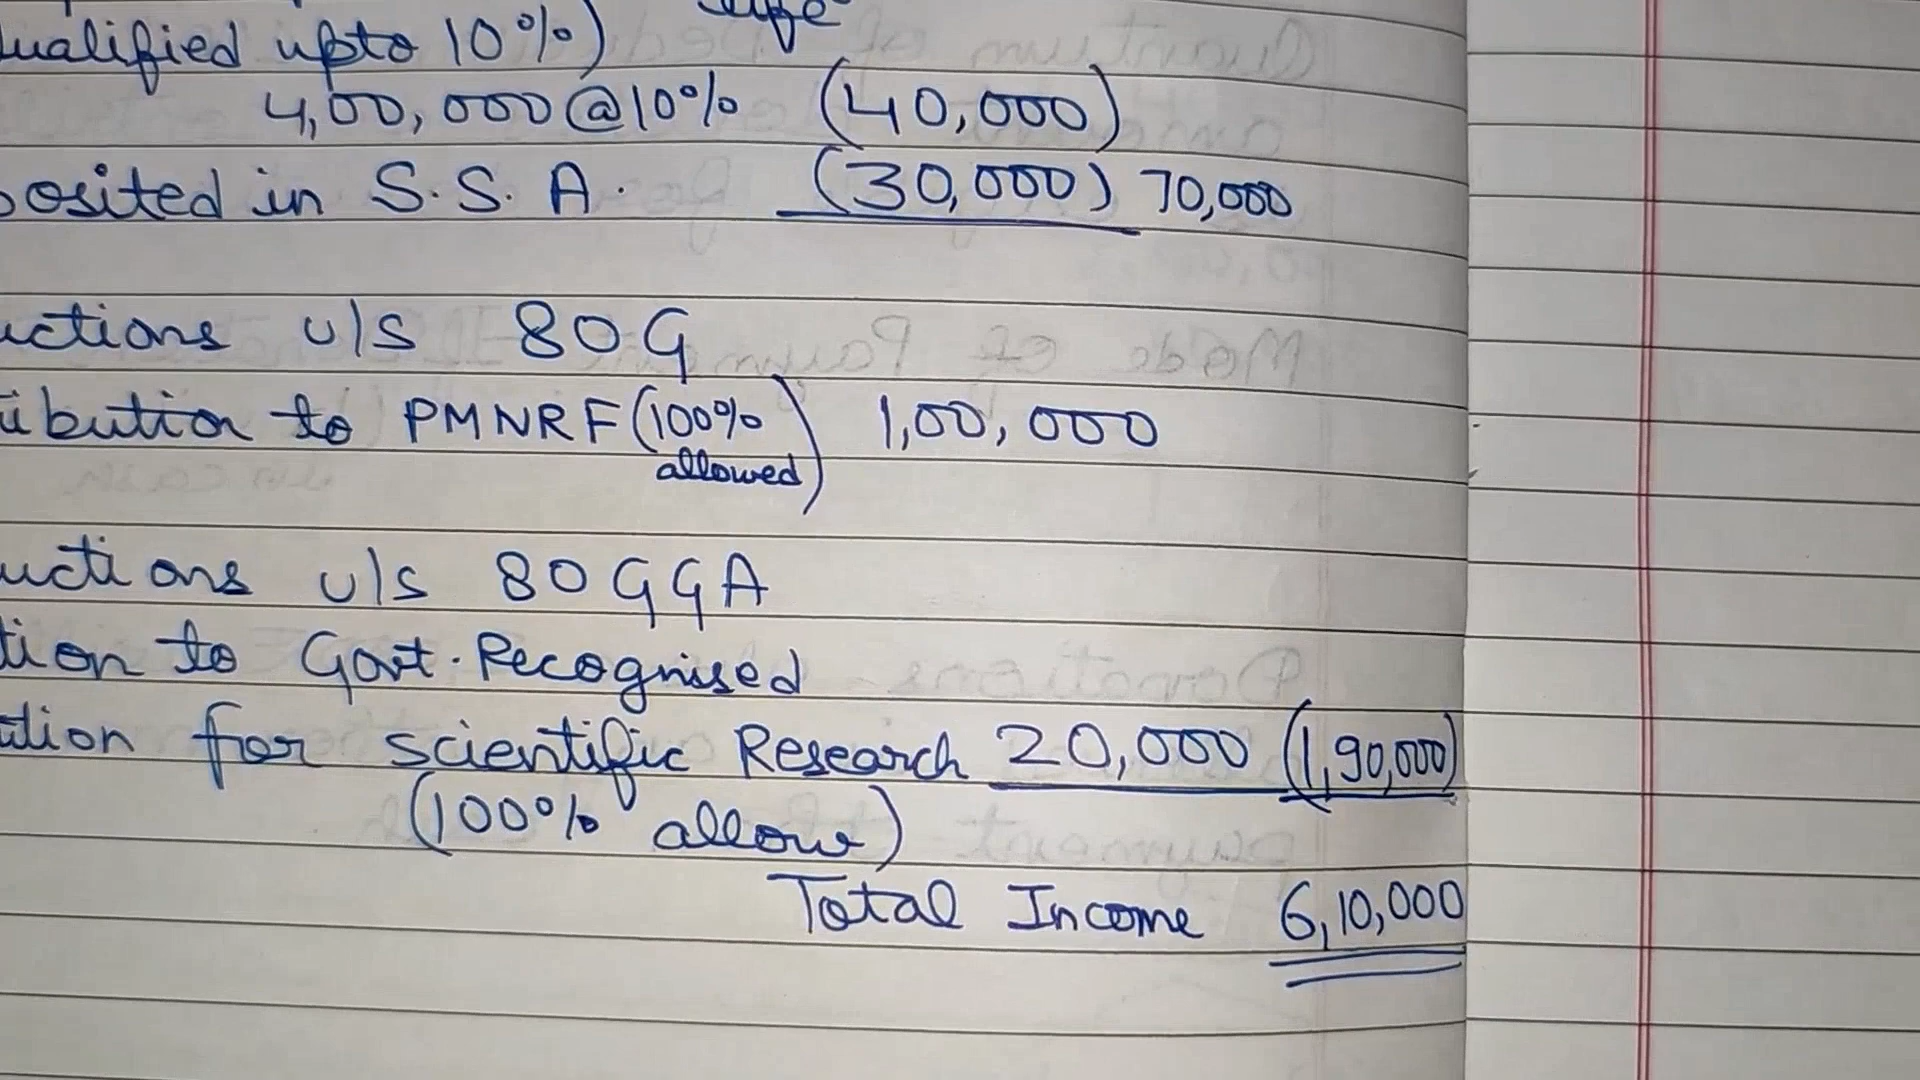 ualified upto 10%) life
4,00,000 @10% (40,000)
osited in S.S.A. (30,000) 70,000
uctions u/s 80G
ibution to PMNRF (100% allowed) 1,00,000
uctions u/s 80GGA
tion to Govt. Recognised
ation for scientific Research 20,000 (1,90,000)
(100% allow)
Total Income 6,10,000